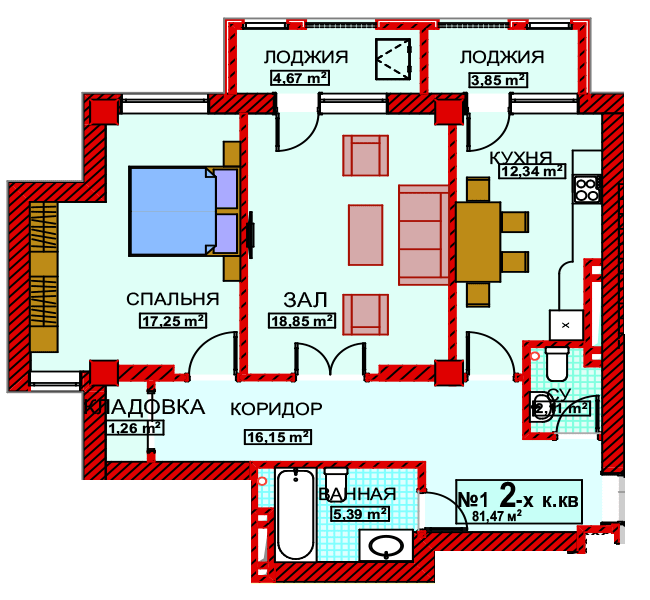 ЛОДЖИЯ
4,67 m²
ЛОДЖИЯ
3,85 m²
КУХНЯ
12,34 m²
СПАЛЬНЯ
17,25 m²
ЗАЛ
18,85 m²
x
КЛАДОВКА
1,26 m²
КОРИДОР
16,15 m²
СУ
2,11 m²
ВАННАЯ
5,39 m²
№1 2-х к.кв
81,47 м²